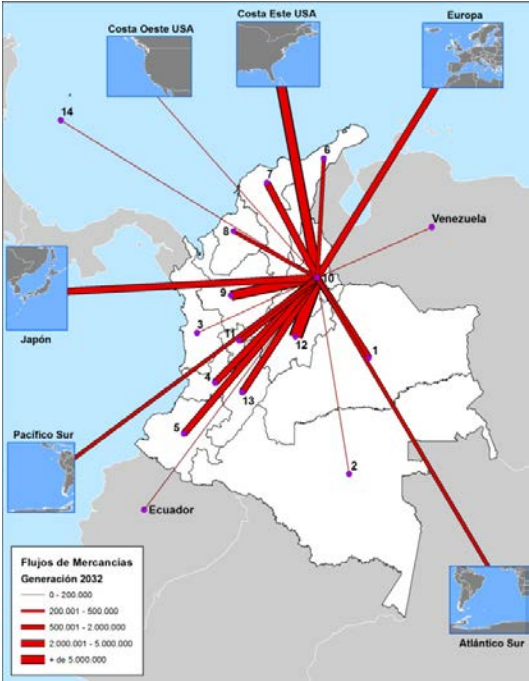 Costa Oeste USA
Costa Este USA
Europa
14
6
7
8
Venezuela
10
9
Japón
3
11
12
1
4
13
5
Pacífico Sur
2
Ecuador
Flujos de Mercancias
Generación 2032
0 - 200.000
200.001 - 500.000
500.001 - 2.000.000
2.000.001 - 5.000.000
+ de 5.000.000
Atlántico Sur